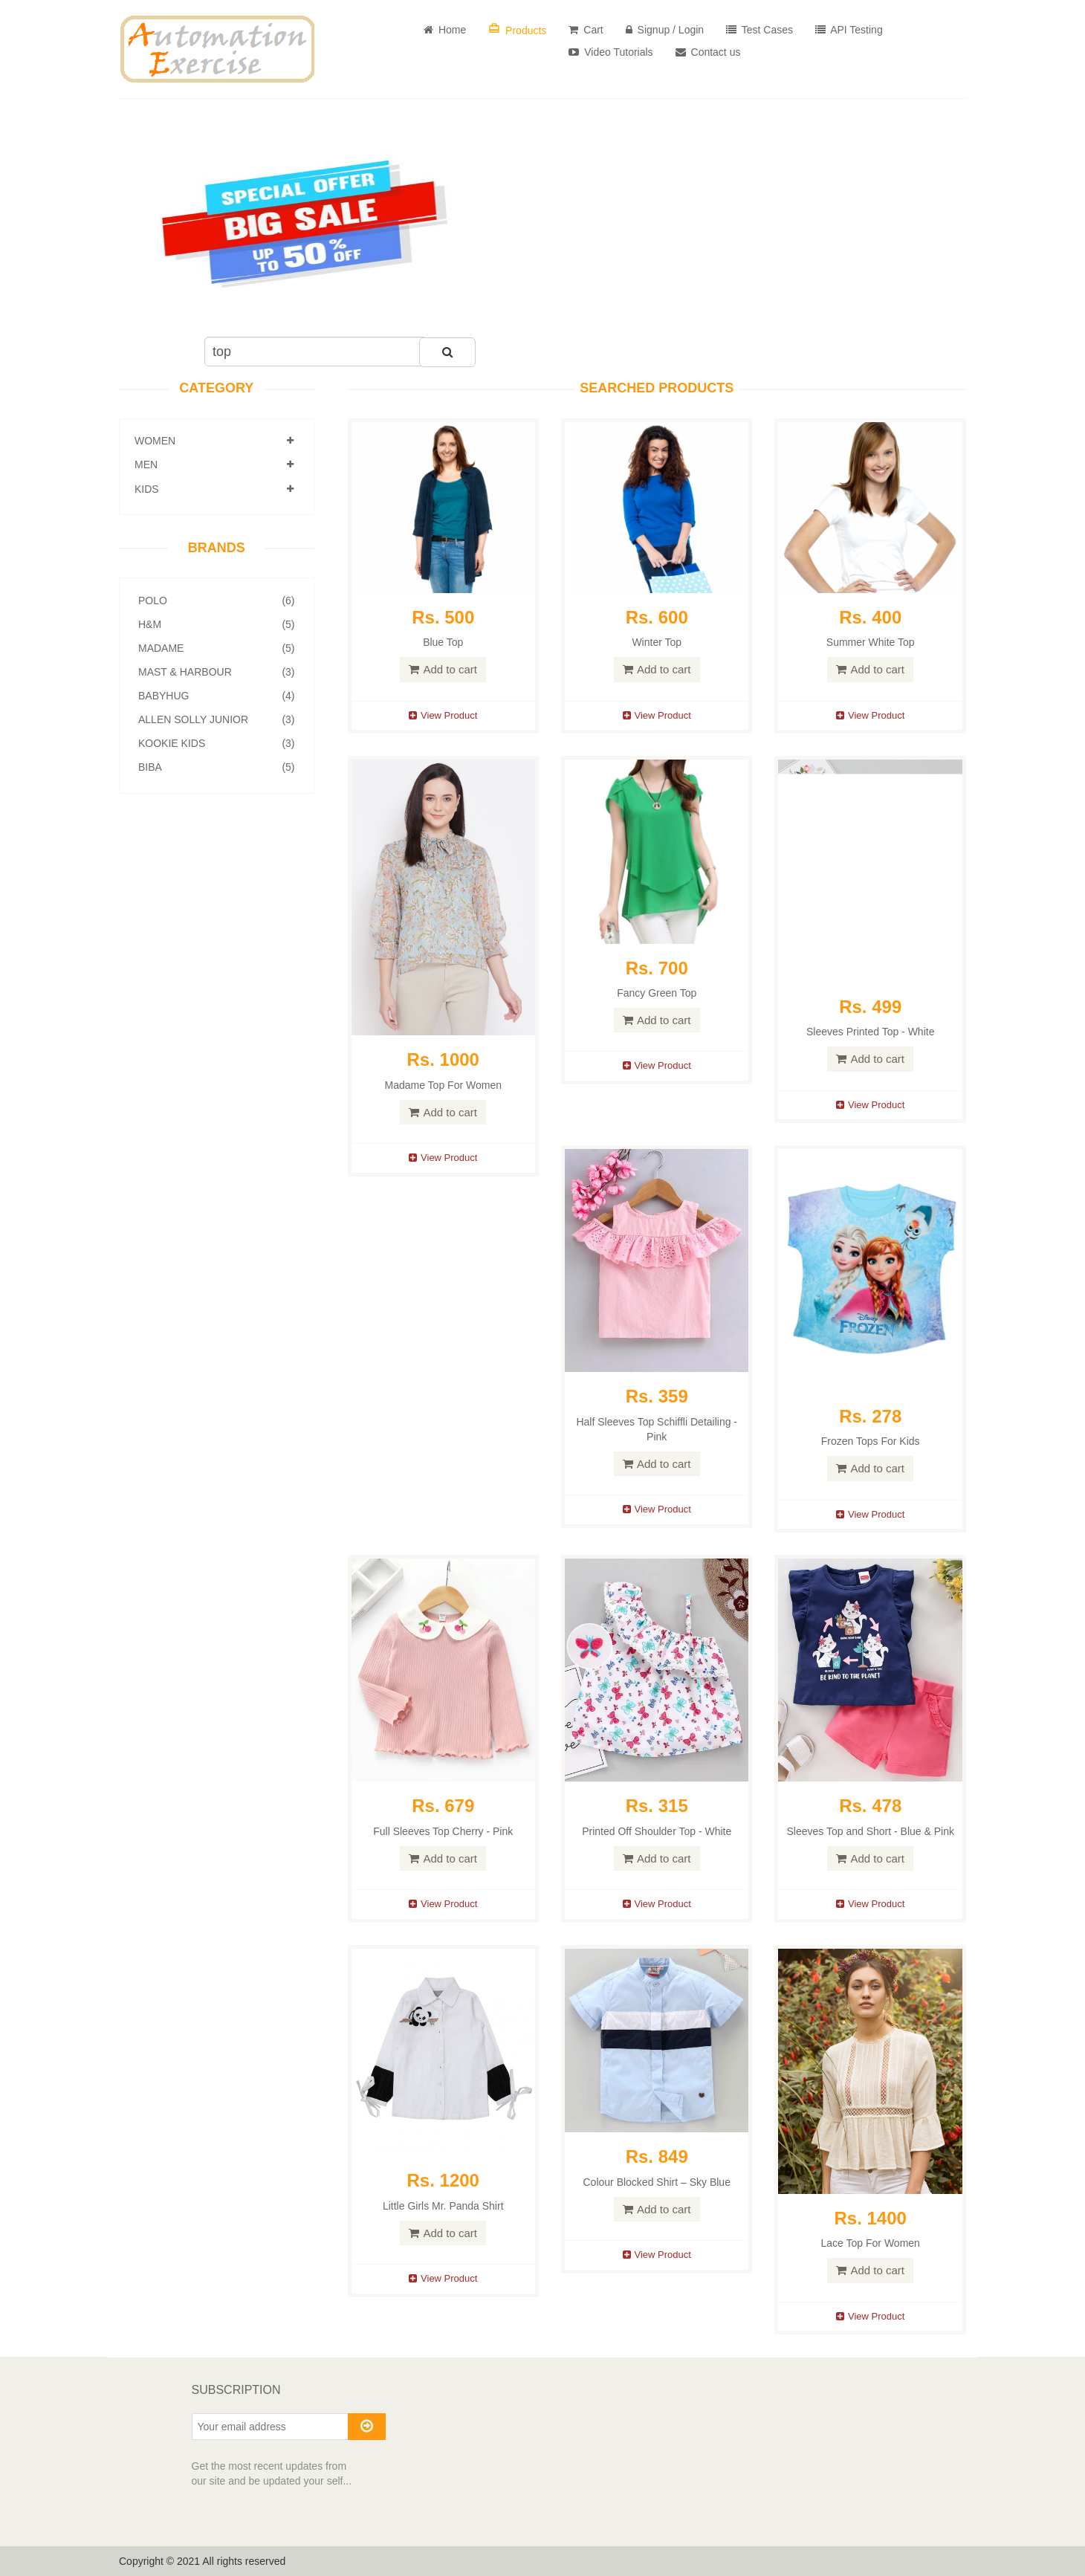 Automation
Exercise
Home
Products
Cart
Signup / Login
Test Cases
API Testing
Video Tutorials
Contact us
SPECIAL OFFER
BIG SALE
UP TO 50% OFF
top
CATEGORY
WOMEN
MEN
KIDS
BRANDS
POLO (6)
H&M (5)
MADAME (5)
MAST & HARBOUR (3)
BABYHUG (4)
ALLEN SOLLY JUNIOR (3)
KOOKIE KIDS (3)
BIBA (5)
SEARCHED PRODUCTS
Rs. 500
Blue Top
Add to cart
View Product
Rs. 600
Winter Top
Add to cart
View Product
Rs. 400
Summer White Top
Add to cart
View Product
Rs. 1000
Madame Top For Women
Add to cart
View Product
Rs. 700
Fancy Green Top
Add to cart
View Product
Rs. 499
Sleeves Printed Top - White
Add to cart
View Product
Rs. 359
Half Sleeves Top Schiffli Detailing -
Pink
Add to cart
View Product
Disney
FROZEN
Rs. 278
Frozen Tops For Kids
Add to cart
View Product
Rs. 679
Full Sleeves Top Cherry - Pink
Add to cart
View Product
Rs. 315
Printed Off Shoulder Top - White
Add to cart
View Product
BE KIND TO THE PLANET
Rs. 478
Sleeves Top and Short - Blue & Pink
Add to cart
View Product
Rs. 1200
Little Girls Mr. Panda Shirt
Add to cart
View Product
Rs. 849
Colour Blocked Shirt – Sky Blue
Add to cart
View Product
Rs. 1400
Lace Top For Women
Add to cart
View Product
SUBSCRIPTION
Your email address
Get the most recent updates from
our site and be updated your self...
Copyright © 2021 All rights reserved